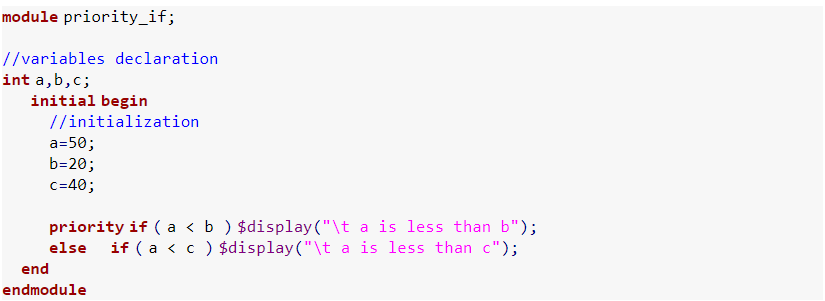 module priority_if;

//variables declaration
int a,b,c;
   initial begin
     //initialization
     a=50;
     b=20;
     c=40;

     priority if ( a < b ) $display("\t a is less than b");
     else   if ( a < c ) $display("\t a is less than c");
  end
endmodule